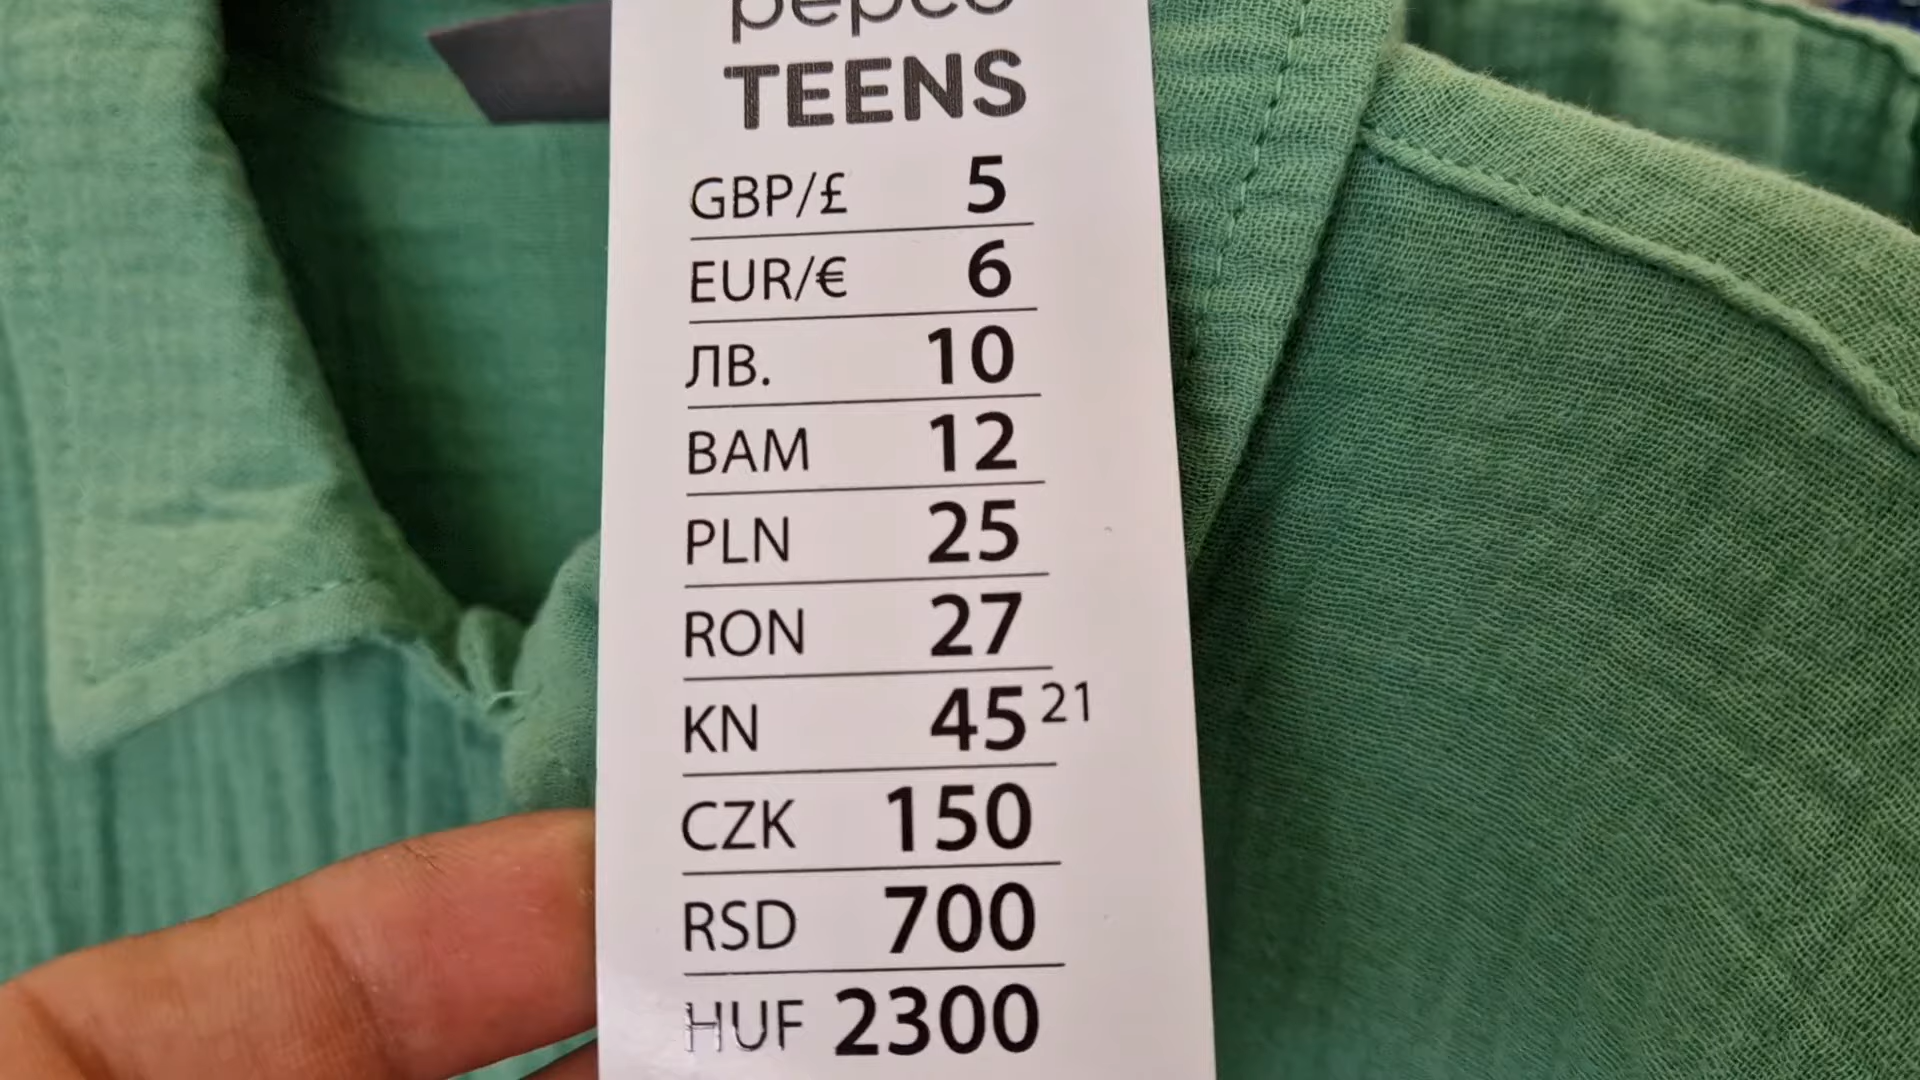 pepco
TEENS
GBP/£ 5
EUR/€ 6
ЛВ. 10
BAM 12
PLN 25
RON 27
KN 45 21
CZK 150
RSD 700
HUF 2300